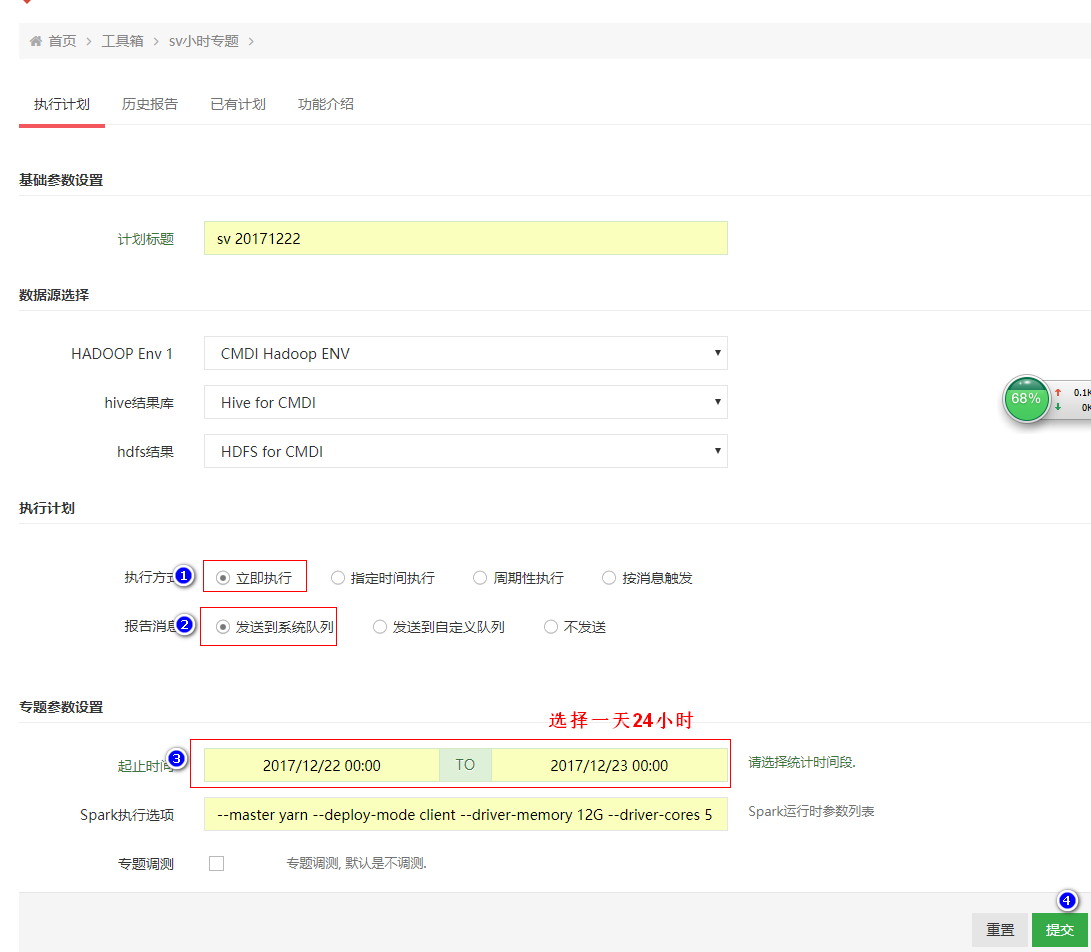 首页 > 工具箱 > sv小时专题 >
执行计划 历史报告 已有计划 功能介绍
基础参数设置
计划标题 sv 20171222
数据源选择
HADOOP Env 1 CMDI Hadoop ENV
hive结果库 Hive for CMDI
68% 0.1K
0K
hdfs结果 HDFS for CMDI
执行计划
执行方式 1 立即执行 指定时间执行 周期性执行 按消息触发
报告消息 2 发送到系统队列 发送到自定义队列 不发送
专题参数设置
选择一天24小时
起止时间 3 2017/12/22 00:00 TO 2017/12/23 00:00 请选择统计时间段.
Spark执行选项 --master yarn --deploy-mode client --driver-memory 12G --driver-cores 5 Spark运行时参数列表
专题调测 专题调测, 默认是不调测.
4
重置 提交